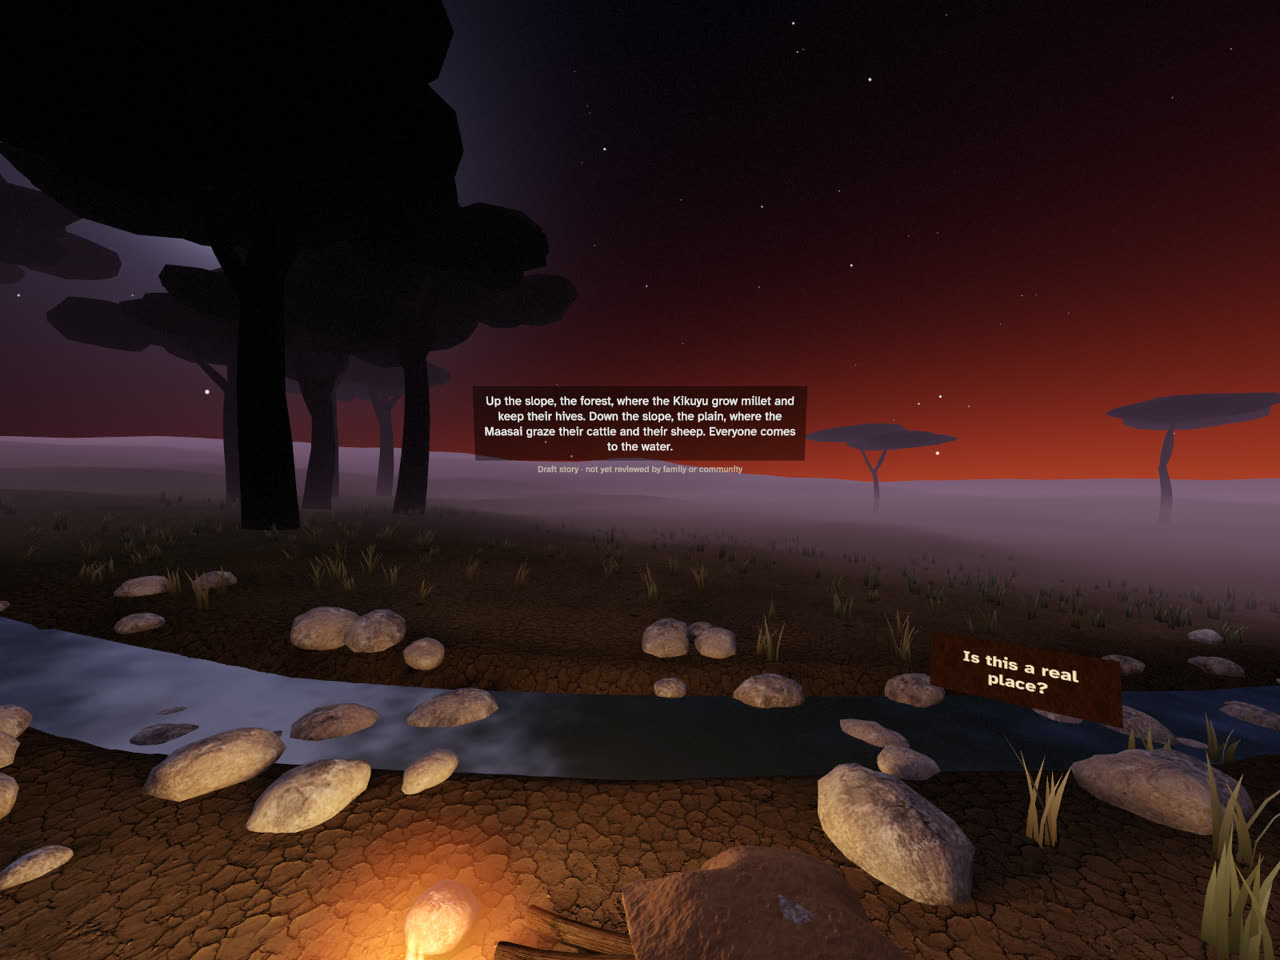 Up the slope, the forest, where the Kikuyu grow millet and
keep their hives. Down the slope, the plain, where the
Maasai graze their cattle and their sheep. Everyone comes
to the water.
Draft story · not yet reviewed by family or community
Is this a real
place?